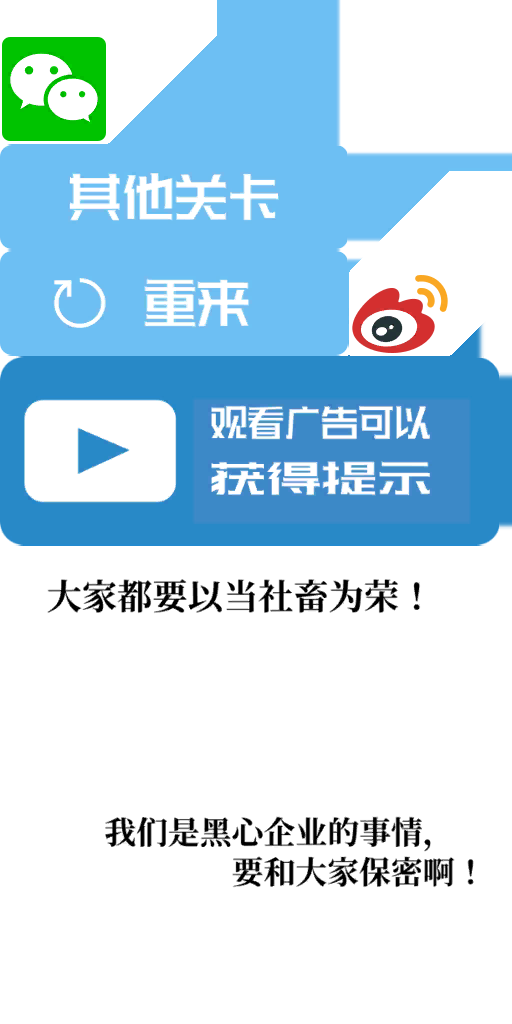 其他关卡
重来
观看广告可以
获得提示
大家都要以当社畜为荣！
我们是黑心企业的事情,
要和大家保密啊！